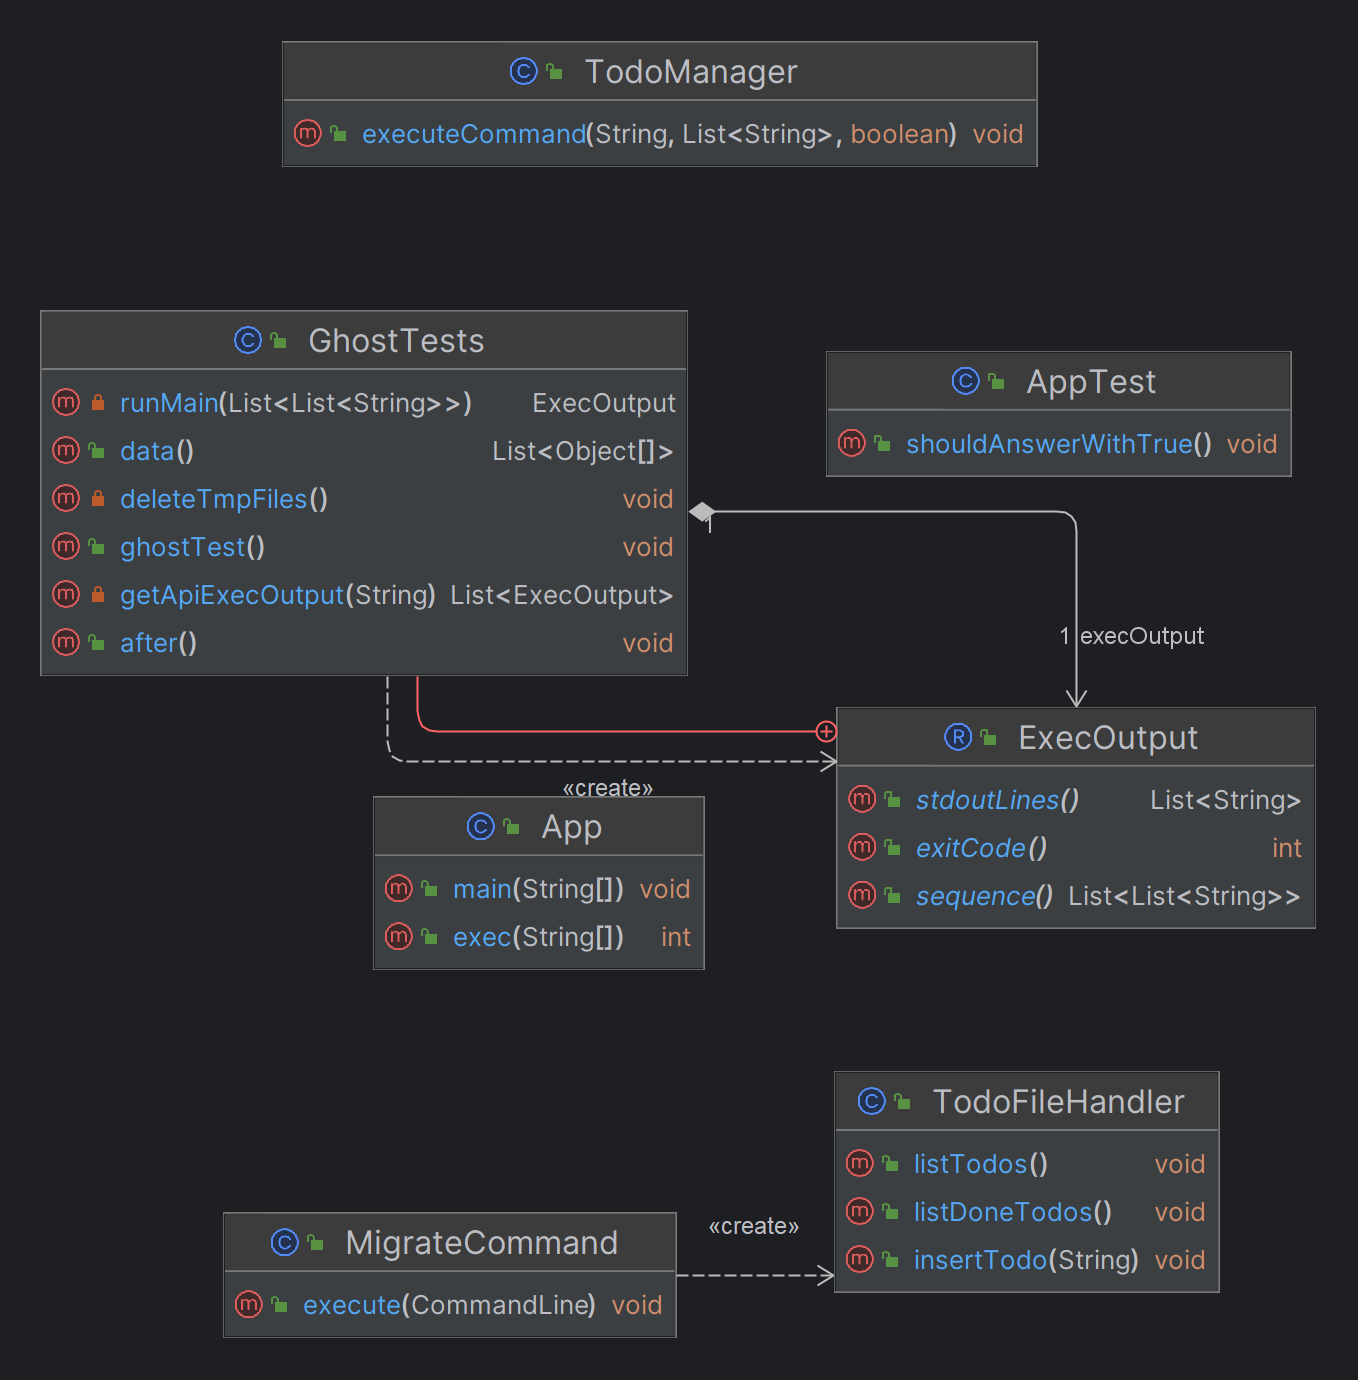 TodoManager
executeCommand(String, List<String>, boolean) void
GhostTests
runMain(List<List<String>>) ExecOutput
data() List<Object[]>
deleteTmpFiles() void
ghostTest() void
getApiExecOutput(String) List<ExecOutput>
after() void
AppTest
shouldAnswerWithTrue() void
1
1 execOutput
ExecOutput
stdoutLines() List<String>
exitCode() int
sequence() List<List<String>>
«create»
App
main(String[]) void
exec(String[]) int
TodoFileHandler
listTodos() void
listDoneTodos() void
insertTodo(String) void
«create»
MigrateCommand
execute(CommandLine) void